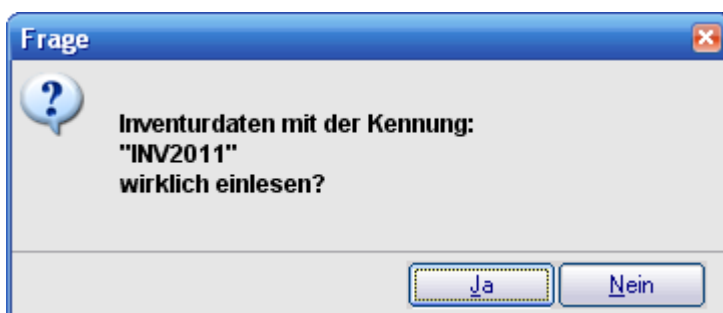 Frage
?
Inventurdaten mit der Kennung:
"INV2011"
wirklich einlesen?
Ja
Nein